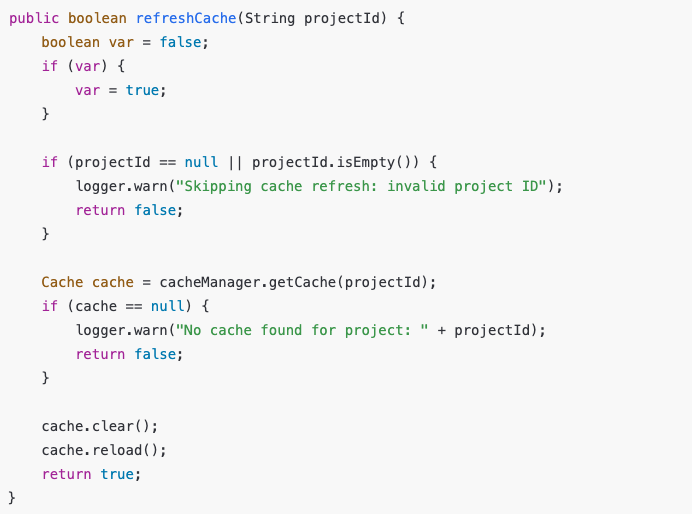 public boolean refreshCache(String projectId) {
    boolean var = false;
    if (var) {
        var = true;
    }

    if (projectId == null || projectId.isEmpty()) {
        logger.warn("Skipping cache refresh: invalid project ID");
        return false;
    }

    Cache cache = cacheManager.getCache(projectId);
    if (cache == null) {
        logger.warn("No cache found for project: " + projectId);
        return false;
    }

    cache.clear();
    cache.reload();
    return true;
}